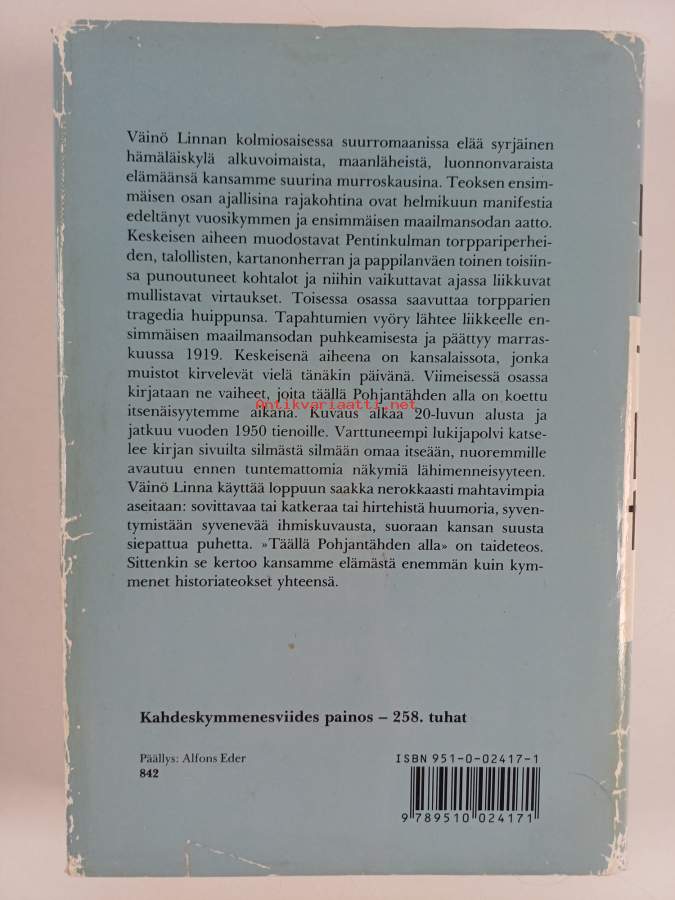 Väinö Linnan kolmiosaisessa suurromaanissa elää syrjäinen
hämäläiskylä alkuvoimaista, maanläheistä, luonnonvaraista
elämäänsä kansamme suurina murroskausina. Teoksen ensim-
mäisen osan ajallisina rajakohtina ovat helmikuun manifestia
edeltänyt vuosikymmen ja ensimmäisen maailmansodan aatto.
Keskeisen aiheen muodostavat Pentinkulman torppariperhei-
den, talollisten, kartanonherran ja pappilanväen toinen toisiin-
sa punoutuneet kohtalot ja niihin vaikuttavat ajassa liikkuvat
mullistavat virtaukset. Toisessa osassa saavuttaa torpparien
tragedia huippunsa. Tapahtumien vyöry lähtee liikkeelle en-
simmäisen maailmansodan puhkeamisesta ja päättyy marras-
kuussa 1919. Keskeisenä aiheena on kansalaissota, jonka
muistot kirvelevät vielä tänäkin päivänä. Viimeisessä osassa
kirjataan ne vaiheet, joita täällä Pohjantähden alla on koettu
Antikvariaatti.net
itsenäisyytemme aikana. Kuvaus alkaa 20-luvun alusta ja
jatkuu vuoden 1950 tienoille. Varttuneempi lukijapolvi katse-
lee kirjan sivuilta silmästä silmään omaa itseään, nuoremmille
avautuu ennen tuntemattomia näkymiä lähimenneisyyteen.
Väinö Linna käyttää loppuun saakka nerokkaasti mahtavimpia
aseitaan: sovittavaa tai katkeraa tai hirtehistä huumoria, syven-
tymistään syvenevää ihmiskuvausta, suoraan kansan suusta
siepattua puhetta. »Täällä Pohjantähden alla» on taideteos.
Sittenkin se kertoo kansamme elämästä enemmän kuin kym-
menet historiateokset yhteensä.
Kahdeskymmenesviides painos – 258. tuhat
Päällys: Alfons Eder
842
ISBN 951-0-02417-1
9 789510 024171